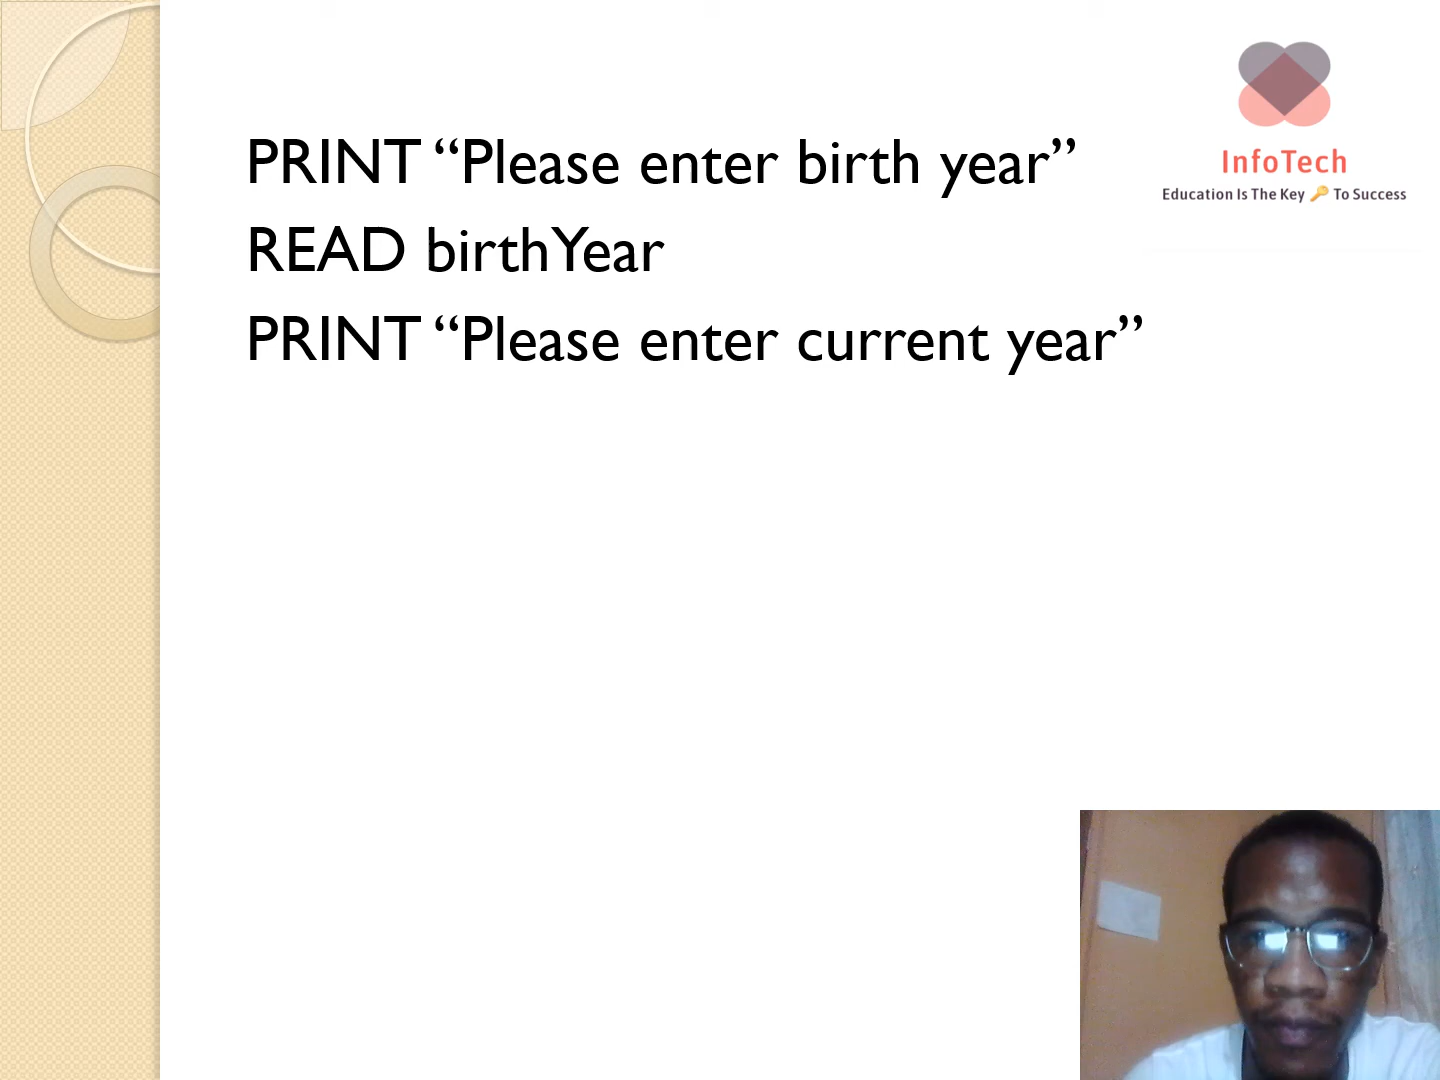 PRINT “Please enter birth year”
READ birthYear
PRINT “Please enter current year”
InfoTech
Education Is The Key 🔑 To Success